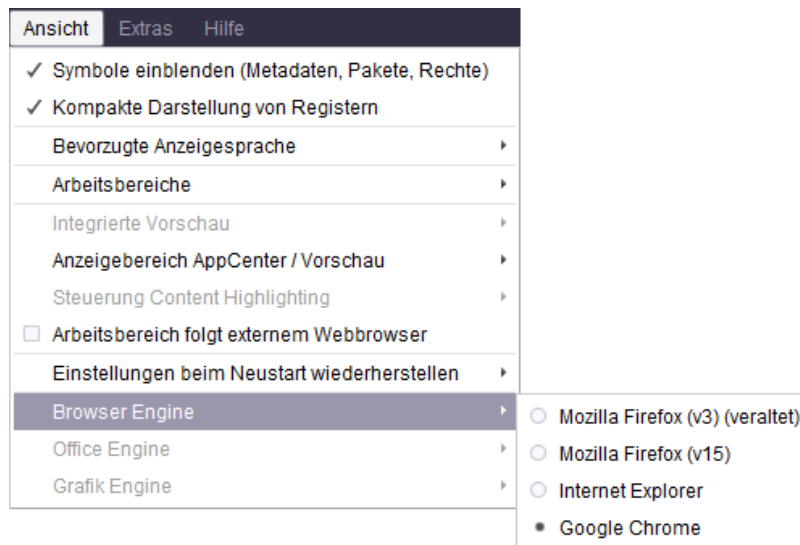 Ansicht Extras Hilfe
Symbole einblenden (Metadaten, Pakete, Rechte)
Kompakte Darstellung von Registern
Bevorzugte Anzeigesprache
Arbeitsbereiche
Integrierte Vorschau
Anzeigebereich AppCenter / Vorschau
Steuerung Content Highlighting
Arbeitsbereich folgt externem Webbrowser
Einstellungen beim Neustart wiederherstellen
Browser Engine
Office Engine
Grafik Engine
Mozilla Firefox (v3) (veraltet)
Mozilla Firefox (v15)
Internet Explorer
Google Chrome